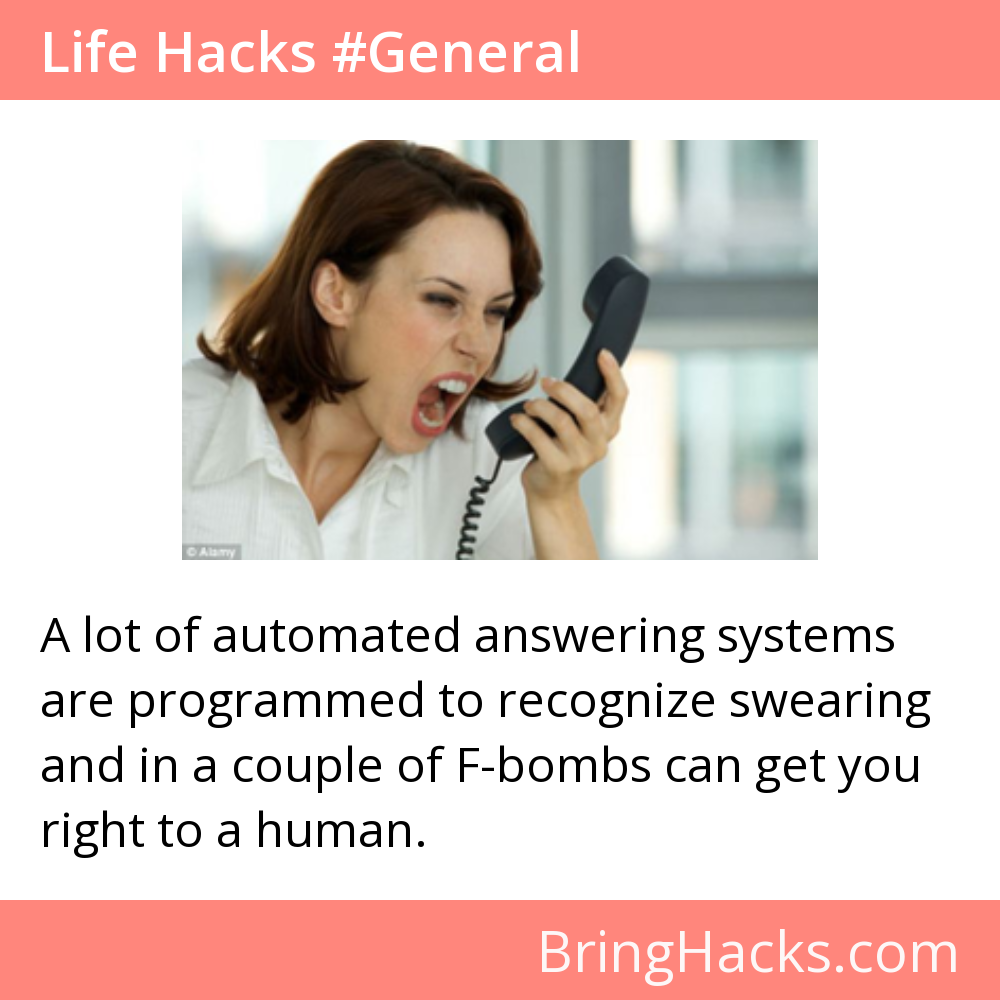 Life Hacks #General
© Alamy
A lot of automated answering systems
are programmed to recognize swearing
and in a couple of F-bombs can get you
right to a human.
BringHacks.com